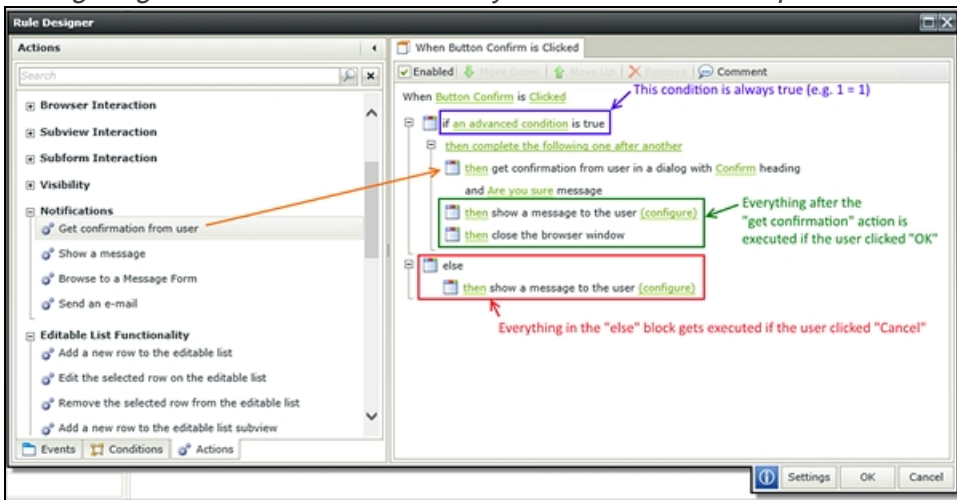 Rule Designer
Actions
Search
Browser Interaction
Subview Interaction
Subform Interaction
Visibility
Notifications
Get confirmation from user
Show a message
Browse to a Message Form
Send an e-mail
Editable List Functionality
Add a new row to the editable list
Edit the selected row on the editable list
Remove the selected row from the editable list
Add a new row to the editable list subview
Events Conditions Actions
When Button Confirm is Clicked
Enabled Move Down Move Up Remove Comment
When Button Confirm is Clicked
This condition is always true (e.g. 1 = 1)
if an advanced condition is true
then complete the following one after another
then get confirmation from user in a dialog with Confirm heading
and Are you sure message
then show a message to the user (configure)
then close the browser window
Everything after the
"get confirmation" action is
executed if the user clicked "OK"
else
then show a message to the user (configure)
Everything in the "else" block gets executed if the user clicked "Cancel"
Settings OK Cancel